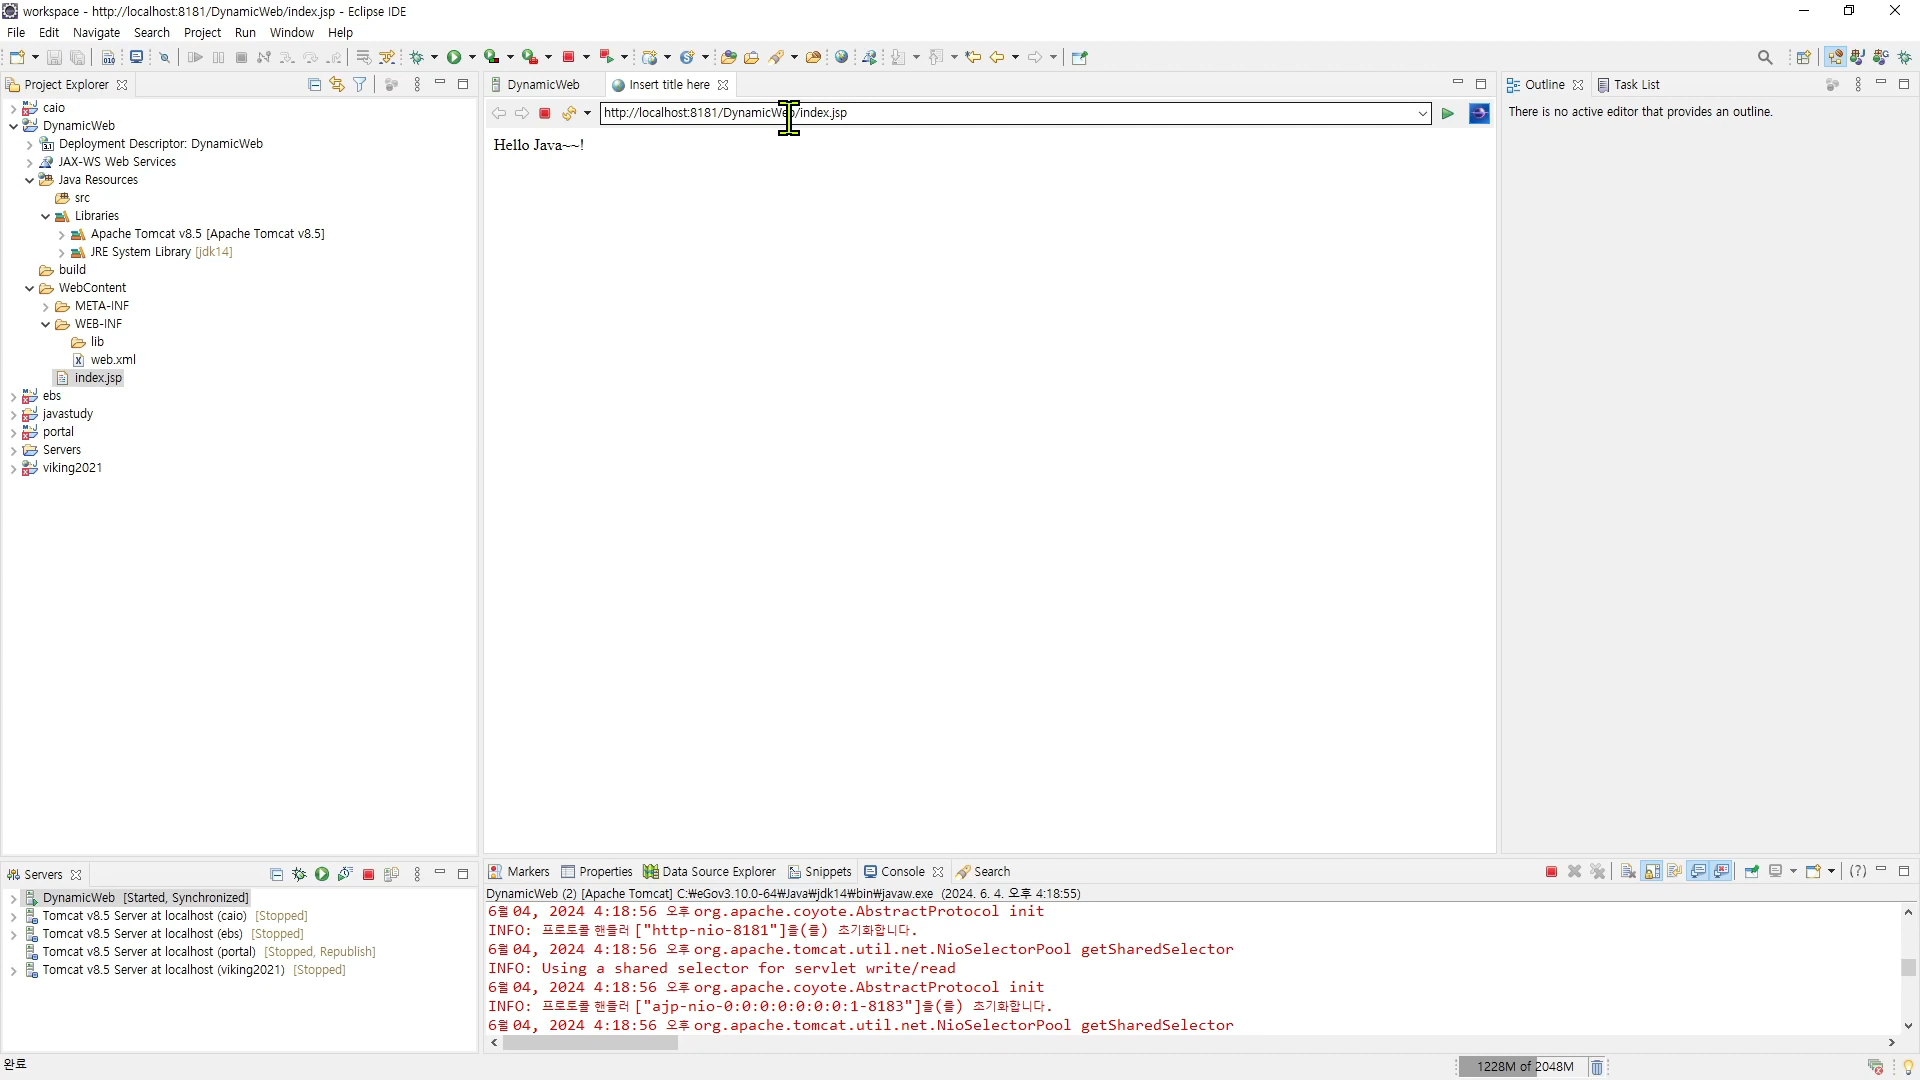 workspace - http://localhost:8181/DynamicWeb/index.jsp - Eclipse IDE
File Edit Navigate Search Project Run Window Help
Project Explorer
caio
DynamicWeb
Deployment Descriptor: DynamicWeb
JAX-WS Web Services
Java Resources
src
Libraries
Apache Tomcat v8.5 [Apache Tomcat v8.5]
JRE System Library [jdk14]
build
WebContent
META-INF
WEB-INF
lib
web.xml
index.jsp
ebs
javastudy
portal
Servers
viking2021
DynamicWeb Insert title here
http://localhost:8181/DynamicWeb/index.jsp
Hello Java~~!
Outline Task List
There is no active editor that provides an outline.
Servers
DynamicWeb [Started, Synchronized]
Tomcat v8.5 Server at localhost (caio) [Stopped]
Tomcat v8.5 Server at localhost (ebs) [Stopped]
Tomcat v8.5 Server at localhost (portal) [Stopped, Republish]
Tomcat v8.5 Server at localhost (viking2021) [Stopped]
Markers Properties Data Source Explorer Snippets Console Search
DynamicWeb (2) [Apache Tomcat] C:₩eGov3.10.0-64₩Java₩jdk14₩bin₩javaw.exe (2024. 6. 4. 오후 4:18:55)
6월 04, 2024 4:18:56 오후 org.apache.coyote.AbstractProtocol init
INFO: 프로토콜 핸들러 ["http-nio-8181"]을(를) 초기화합니다.
6월 04, 2024 4:18:56 오후 org.apache.tomcat.util.net.NioSelectorPool getSharedSelector
INFO: Using a shared selector for servlet write/read
6월 04, 2024 4:18:56 오후 org.apache.coyote.AbstractProtocol init
INFO: 프로토콜 핸들러 ["ajp-nio-0:0:0:0:0:0:0:1-8183"]을(를) 초기화합니다.
6월 04, 2024 4:18:56 오후 org.apache.tomcat.util.net.NioSelectorPool getSharedSelector
완료
1228M of 2048M